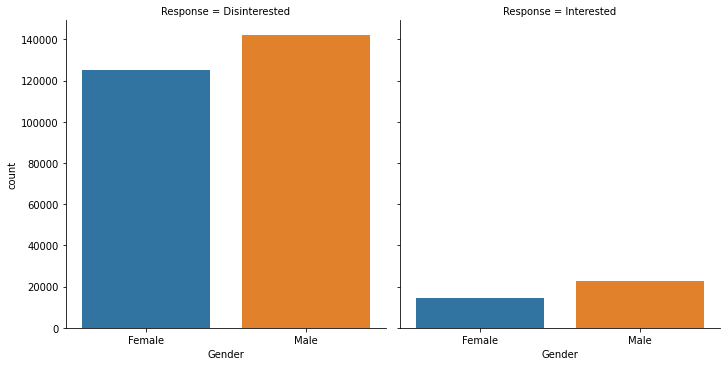 Response = Disinterested
Response = Interested
140000
120000
100000
80000
60000
40000
20000
0
count
Female
Male
Gender
Female
Male
Gender